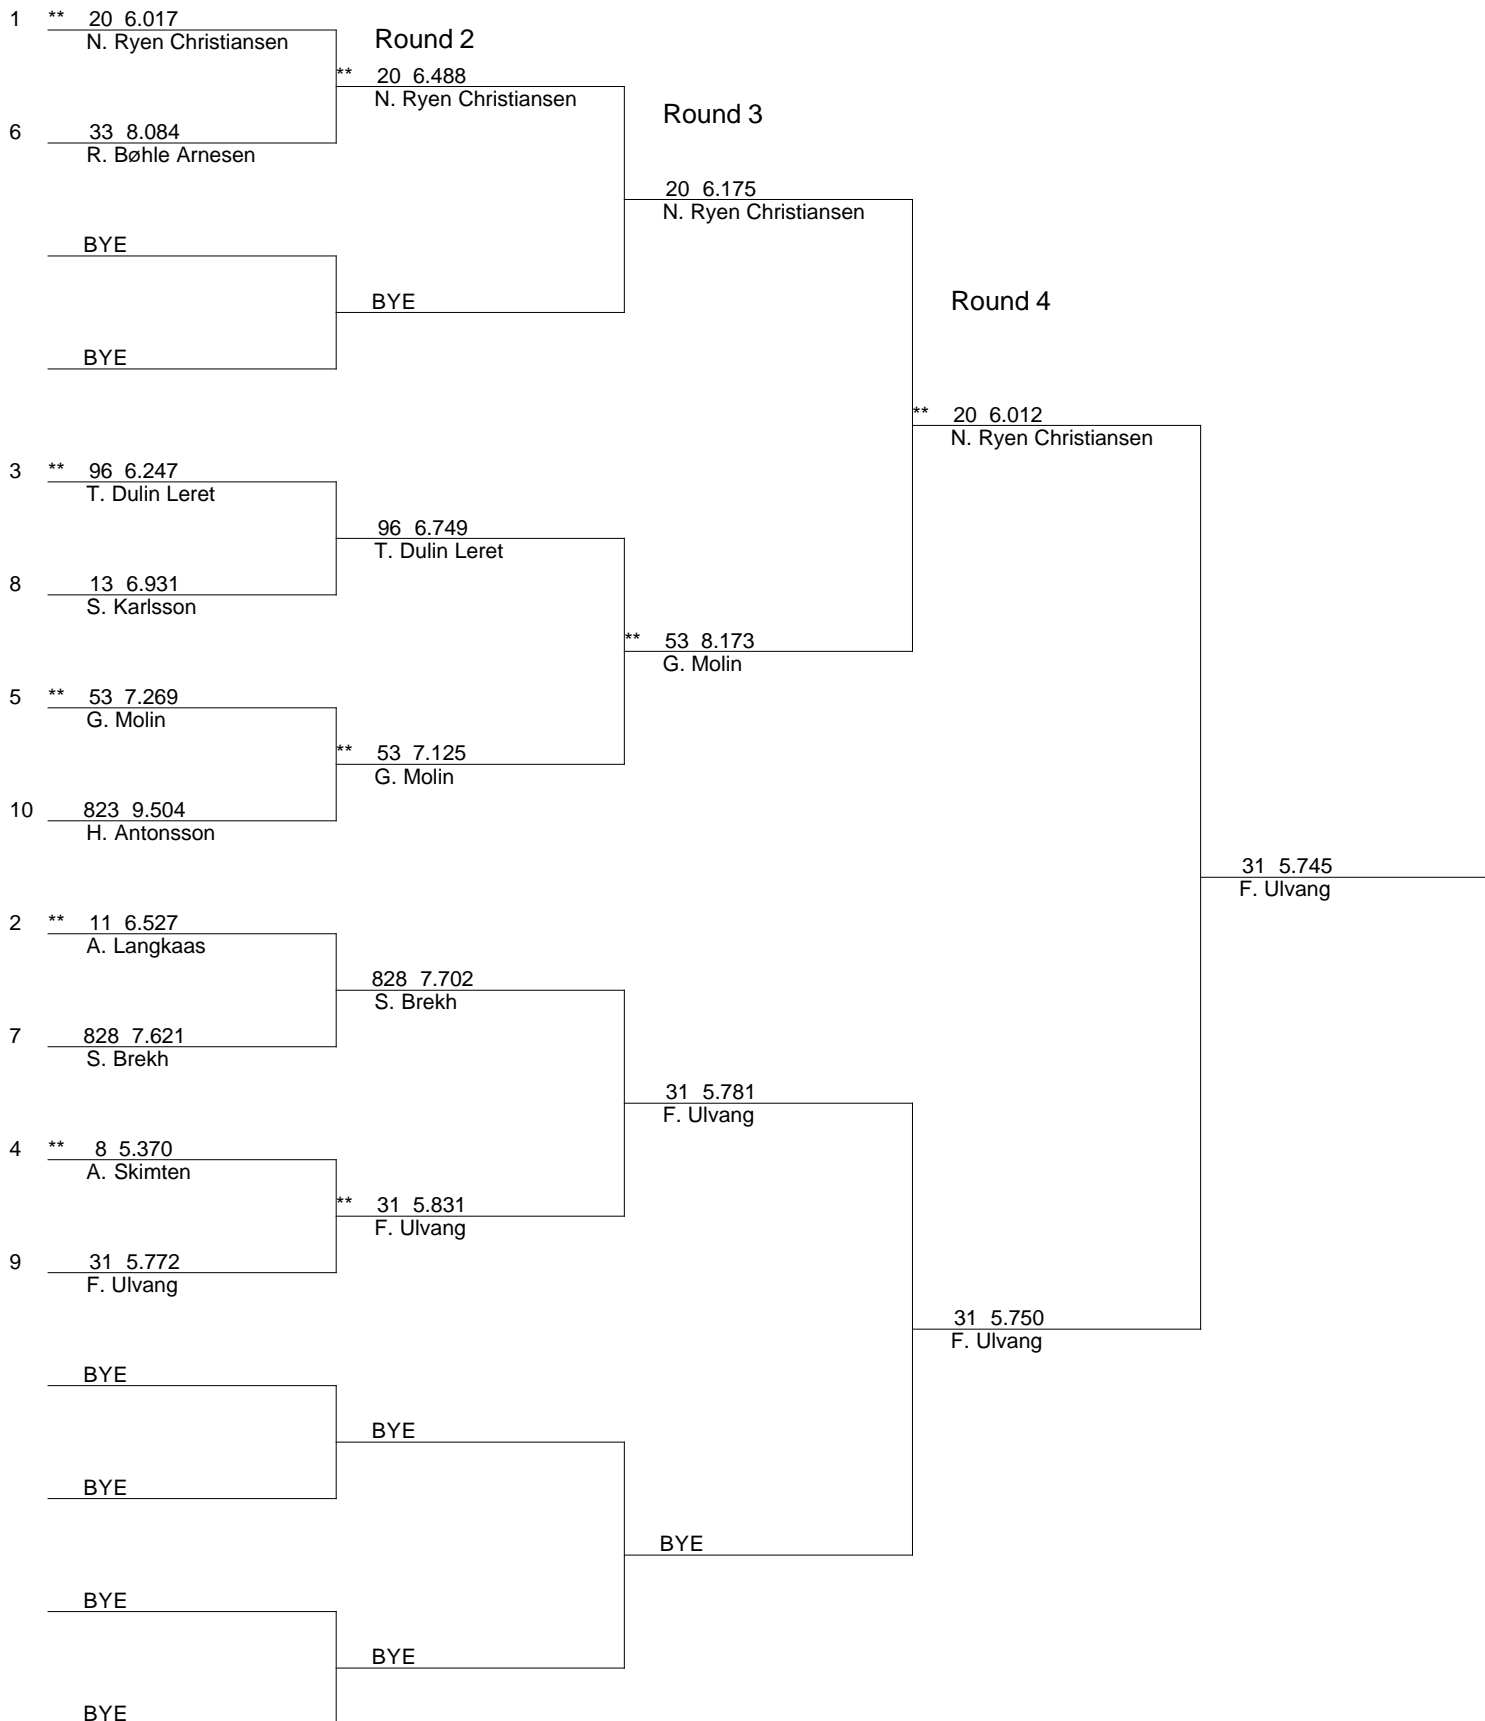 1 ** 20 6.017
N. Ryen Christiansen
Round 2
** 20 6.488
N. Ryen Christiansen
Round 3
6 33 8.084
R. Bøhle Arnesen
20 6.175
N. Ryen Christiansen
BYE
BYE
Round 4
BYE
** 20 6.012
N. Ryen Christiansen
3 ** 96 6.247
T. Dulin Leret
96 6.749
T. Dulin Leret
8 13 6.931
S. Karlsson
** 53 8.173
G. Molin
5 ** 53 7.269
G. Molin
** 53 7.125
G. Molin
10 823 9.504
H. Antonsson
31 5.745
F. Ulvang
2 ** 11 6.527
A. Langkaas
828 7.702
S. Brekh
7 828 7.621
S. Brekh
31 5.781
F. Ulvang
4 ** 8 5.370
A. Skimten
** 31 5.831
F. Ulvang
9 31 5.772
F. Ulvang
31 5.750
F. Ulvang
BYE
BYE
BYE
BYE
BYE
BYE
BYE